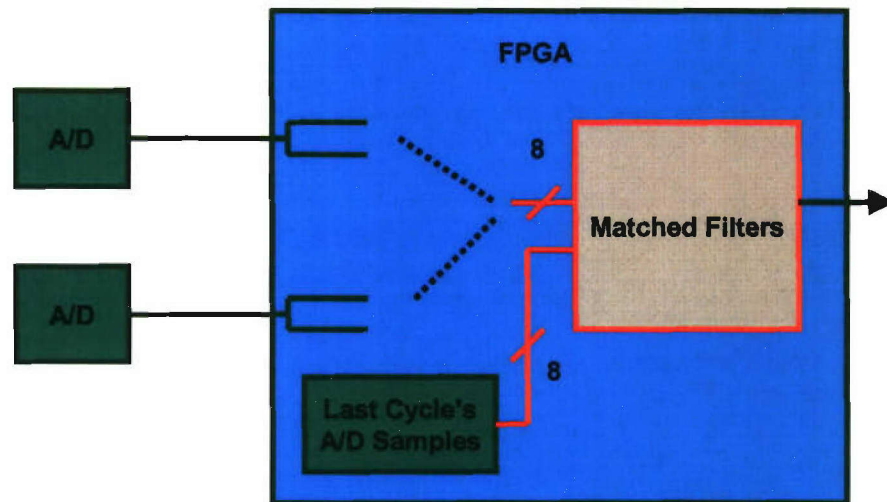 FPGA
A/D
8
Matched Filters
A/D
8
Last Cycle's
A/D Samples